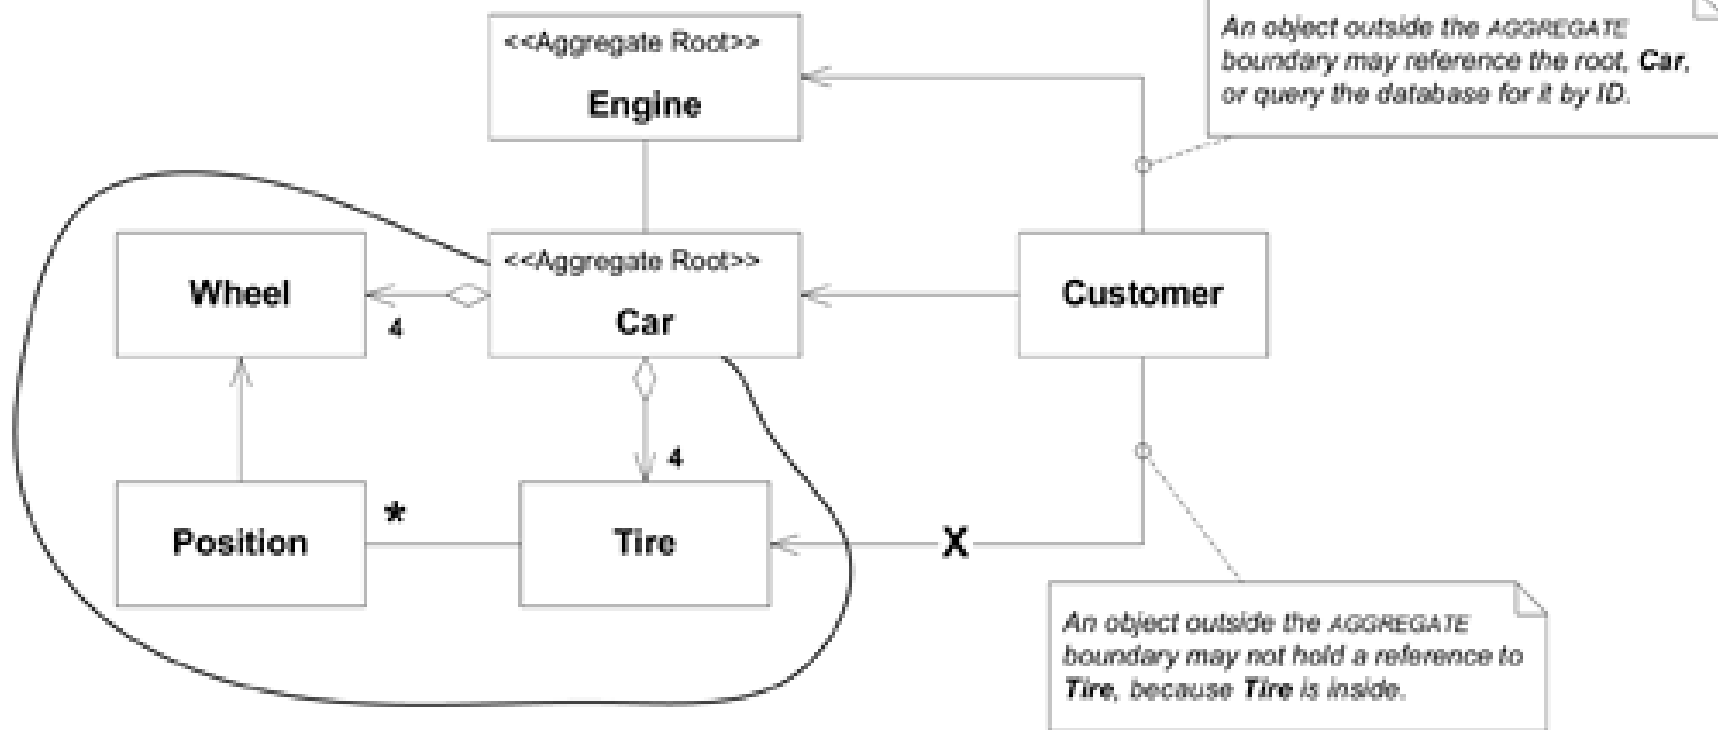 <<Aggregate Root>>
Engine
An object outside the AGGREGATE
boundary may reference the root, Car,
or query the database for it by ID.
Wheel
4
<<Aggregate Root>>
Car
Customer
4
Position
*
Tire
X
An object outside the AGGREGATE
boundary may not hold a reference to
Tire, because Tire is inside.